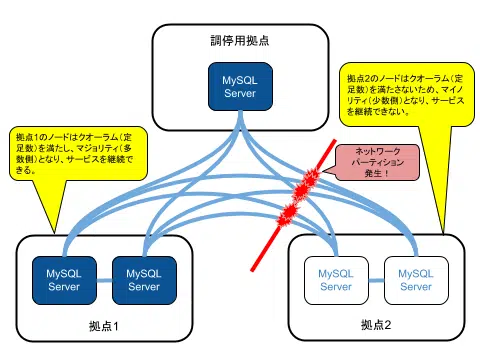 調停用拠点
MySQL
Server
拠点2のノードはクオーラム(定
足数)を満たさないため、マイノ
リティ(少数側)となり、サービス
を継続できない。
拠点1のノードはクオーラム(定
足数)を満たし、マジョリティ(多
数側)となり、サービスを継続で
きる。
ネットワーク
パーティション
発生!
MySQL
Server
MySQL
Server
拠点1
MySQL
Server
MySQL
Server
拠点2